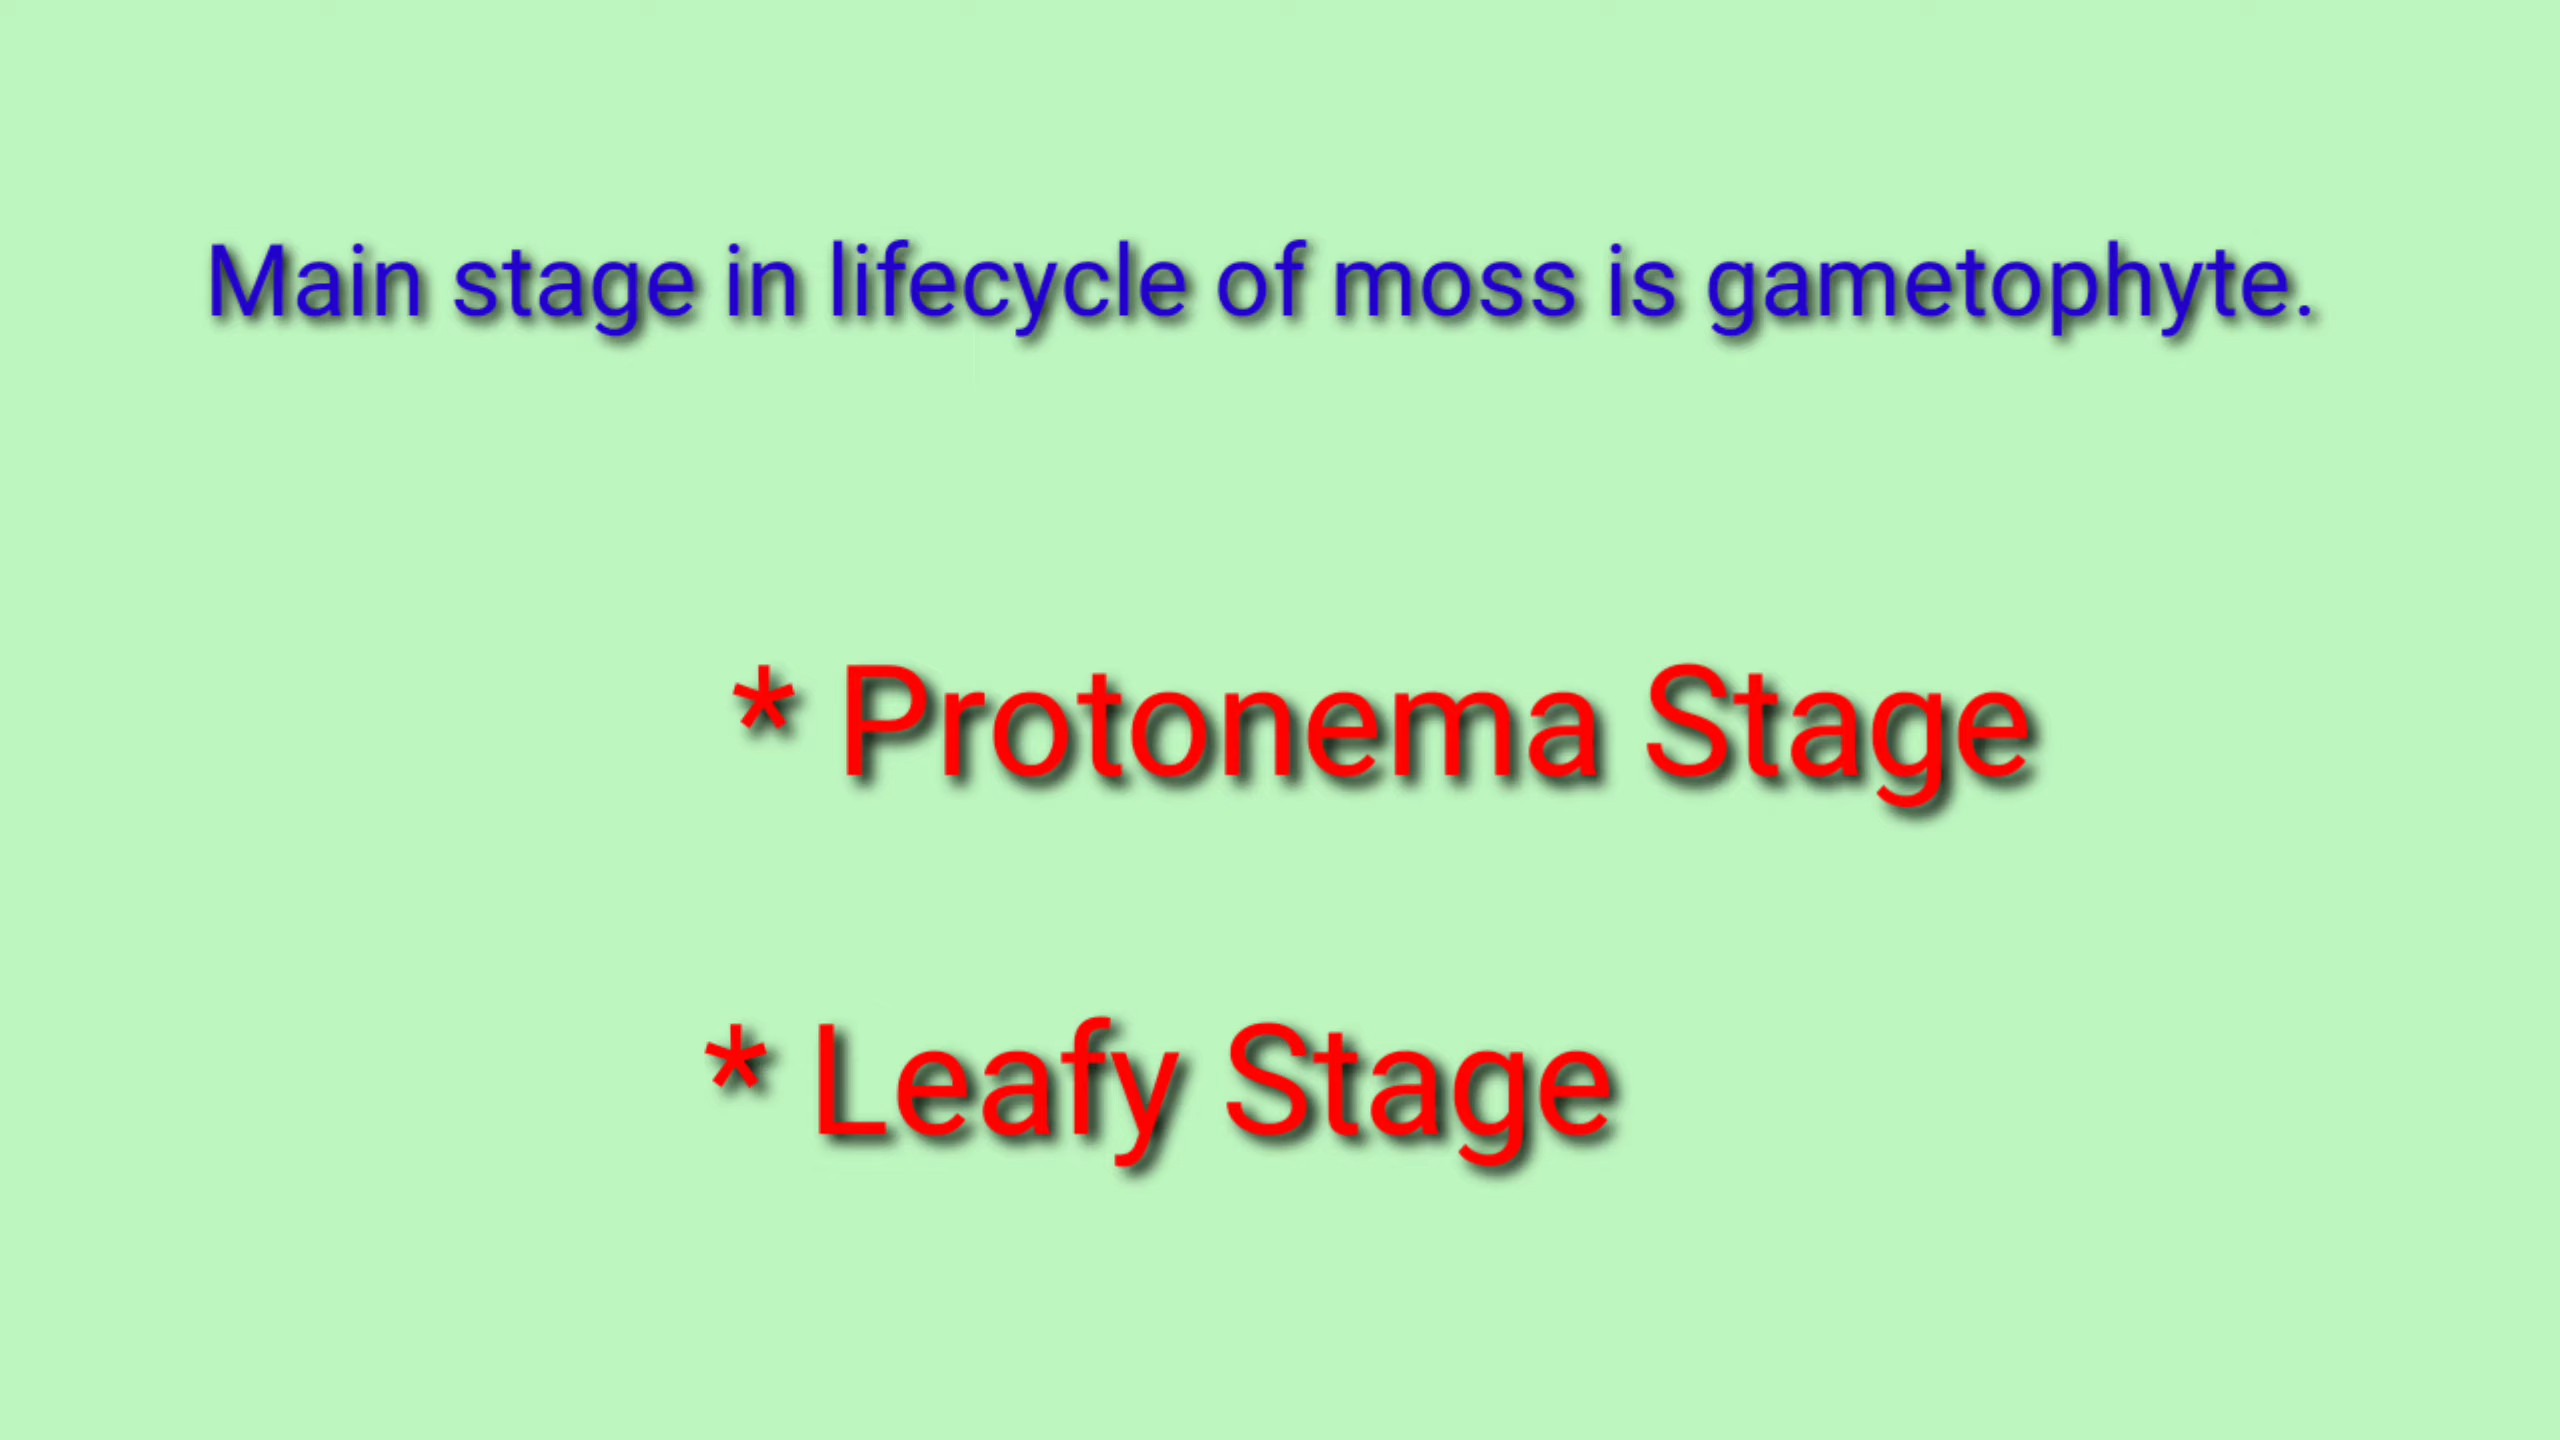 Main stage in lifecycle of moss is gametophyte.
* Protonema Stage
* Leafy Stage